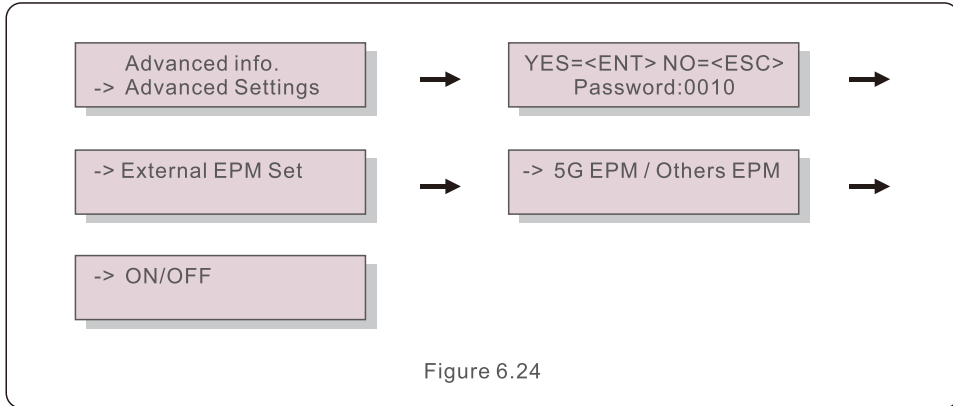 Advanced info.
-> Advanced Settings
YES=<ENT> NO=<ESC>
Password:0010
-> External EPM Set
-> 5G EPM / Others EPM
-> ON/OFF
Figure 6.24